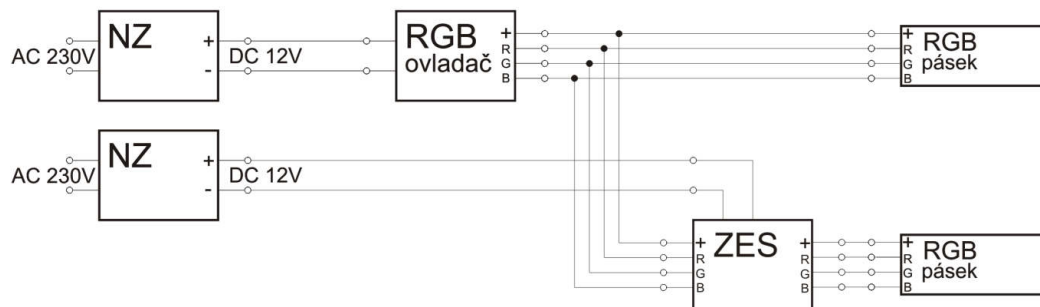 NZ
AC 230V
+
-
DC 12V
RGB
ovladač
+
R
G
B
+
R
G
B
RGB
pásek
NZ
AC 230V
+
-
DC 12V
+
R
G
B
ZES
+
R
G
B
+
R
G
B
RGB
pásek